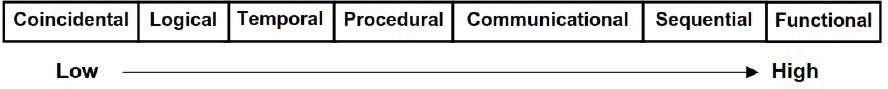 Coincidental Logical Temporal Procedural Communicational Sequential Functional
Low High